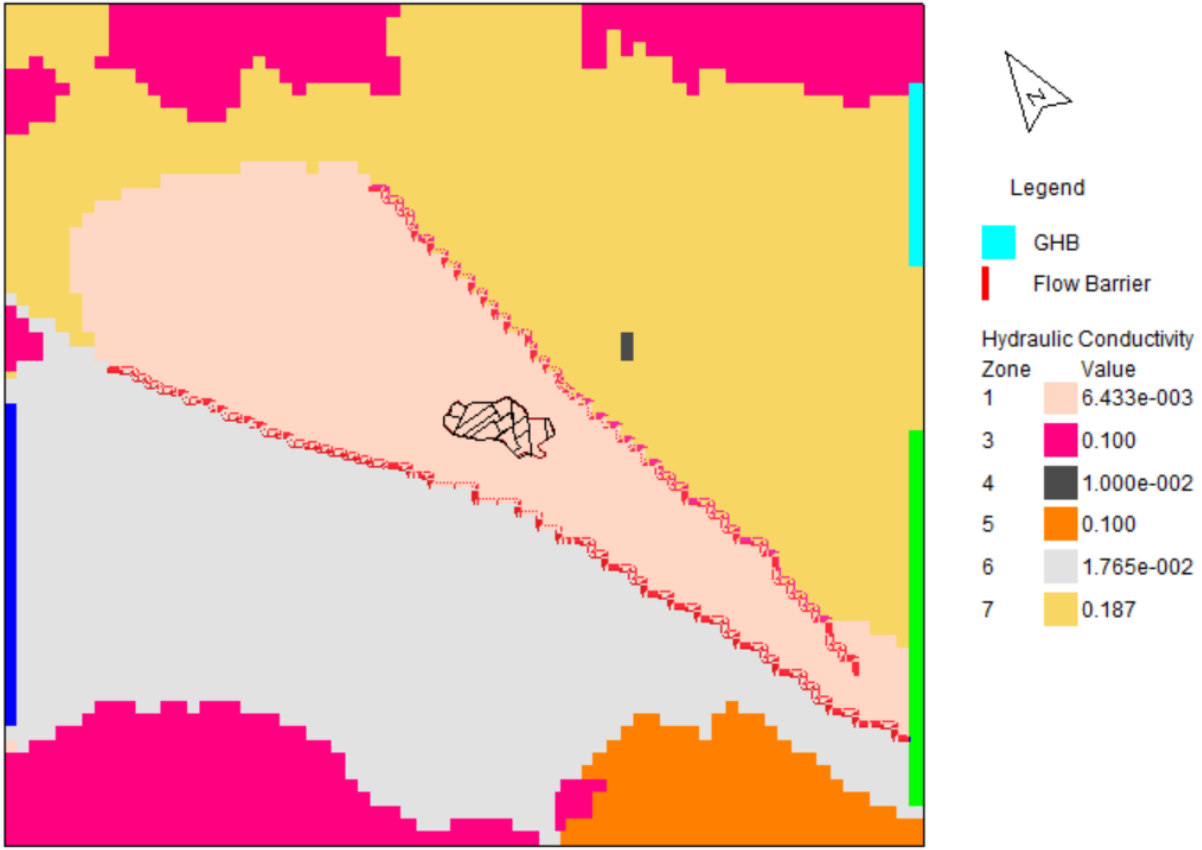 N
Legend
GHB
Flow Barrier
Hydraulic Conductivity
Zone Value
1 6.433e-003
3 0.100
4 1.000e-002
5 0.100
6 1.765e-002
7 0.187